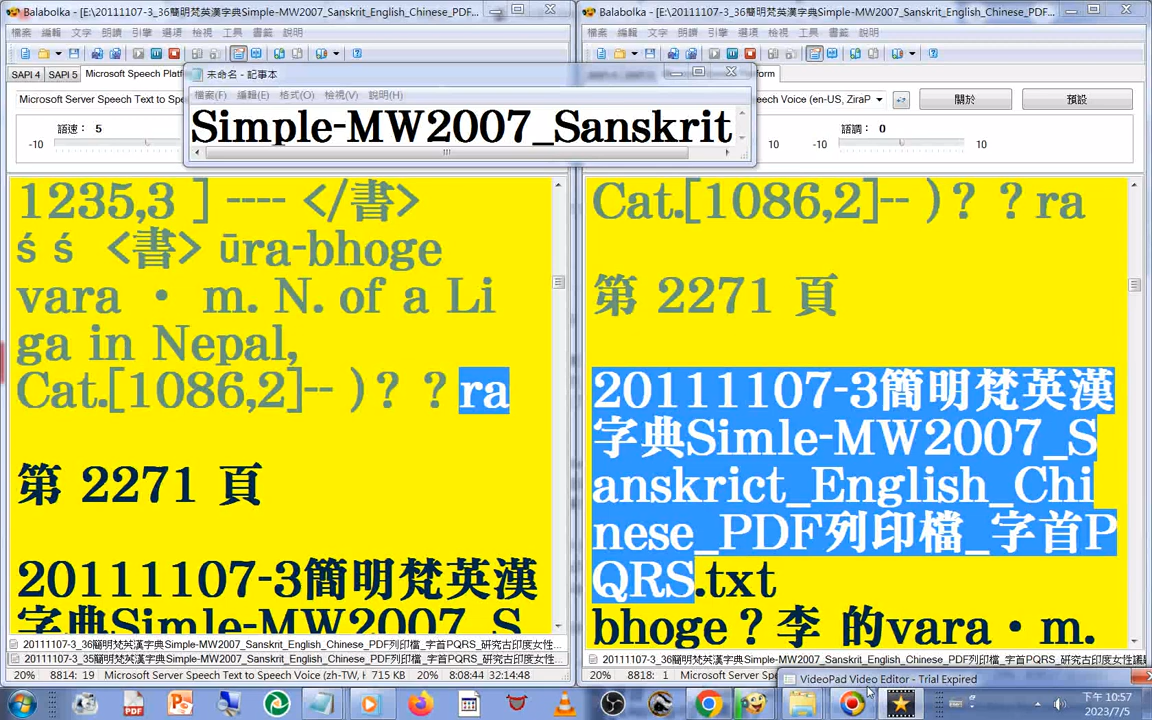 Balabolka - [E:\20111107-3_36簡明梵英漢字典Simple-MW2007_Sanskrit_English_Chinese_PDF...
檔案 編輯 文字 朗讀 引擎 選項 檢視 工具 書籤 說明
SAPI 4 SAPI 5 Microsoft Speech Platf
Microsoft Server Speech Text to Spe
語速： 5
-10
未命名 - 記事本
檔案(F) 編輯(E) 格式(O) 檢視(V) 說明(H)
Simple-MW2007_Sanskrit
1235,3 ] ---- </書>
ś ś <書> ūra-bhoge
vara • m. N. of a Li
ga in Nepal,
Cat.[1086,2]-- )? ?ra
第 2271 頁
20111107-3簡明梵英漢
字典Simle-MW2007_S
20111107-3_36簡明梵英漢字典Simple-MW2007_Sanskrit_English_Chinese_PDF列印檔_字首PQRS_研究古印度女性...
20111107-3_35簡明梵英漢字典Simple-MW2007_Sanskrit_English_Chinese_PDF列印檔_字首PQRS_研究古印度女性...
20% 8814: 19 Microsoft Server Speech Text to Speech Voice (zh-TW, 715 KB 20% 8:08:44 32:14:48
Balabolka - [E:\20111107-3_36簡明梵英漢字典Simple-MW2007_Sanskrit_English_Chinese_PDF...
檔案 編輯 文字 朗讀 引擎 選項 檢視 工具 書籤 說明
form
eech Voice (en-US, ZiraP
關於 預設
語調： 0
10 -10 10
Cat.[1086,2]-- )? ?ra
第 2271 頁
20111107-3簡明梵英漢
字典Simle-MW2007_S
anskrict_English_Chi
nese_PDF列印檔_字首P
QRS.txt
bhoge？李 的vara • m.
20111107-3_36簡明梵英漢字典Simple-MW2007_Sanskrit_English_Chinese_PDF列印檔_字首PQRS_研究古印度女性議
20% 8818: 1 Microsoft Server Speech Te
VideoPad Video Editor - Trial Expired
下午 10:57
2023/7/5